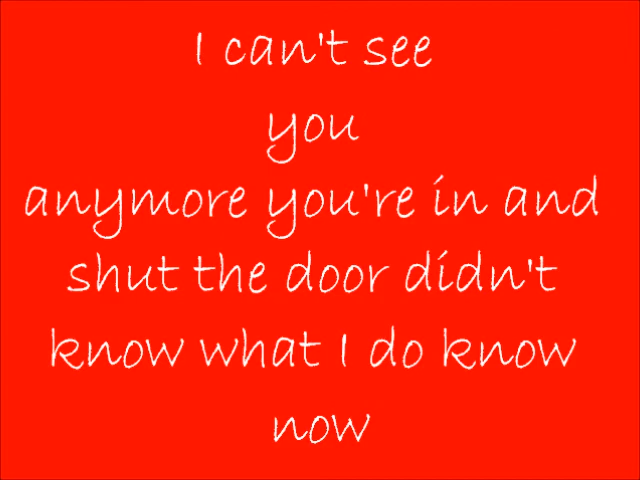 I can't see
you
anymore you're in and
shut the door didn't
know what I do know
now